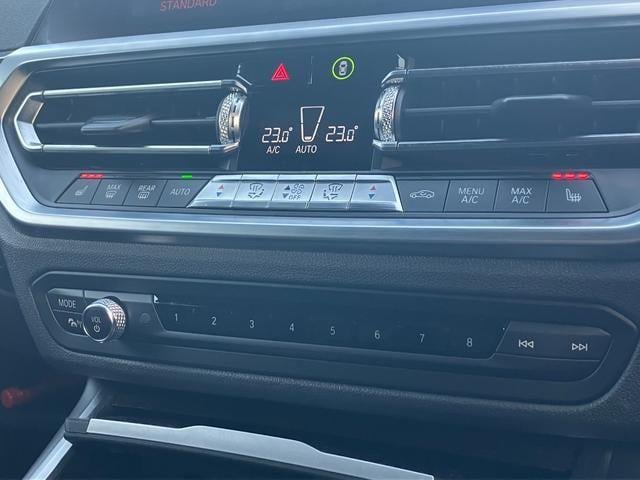 STANDARD
23.0° 23.0°
A/C AUTO
MAX REAR AUTO OFF MENU A/C MAX A/C
MODE
VOL
1 2 3 4 5 6 7 8